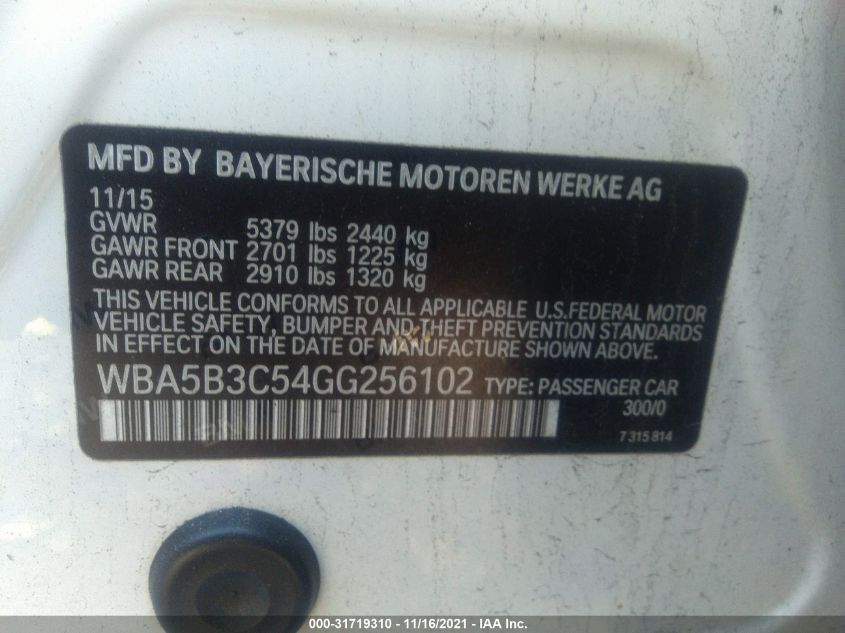 MFD BY BAYERISCHE MOTOREN WERKE AG
11/15
GVWR 5379 lbs 2440 kg
GAWR FRONT 2701 lbs 1225 kg
GAWR REAR 2910 lbs 1320 kg
THIS VEHICLE CONFORMS TO ALL APPLICABLE U.S.FEDERAL MOTOR
VEHICLE SAFETY, BUMPER AND THEFT PREVENTION STANDARDS
IN EFFECT ON THE DATE OF MANUFACTURE SHOWN ABOVE.
WBA5B3C54GG256102 TYPE: PASSENGER CAR
300/0
7 315 814
000-31719310 - 11/16/2021 - IAA Inc.